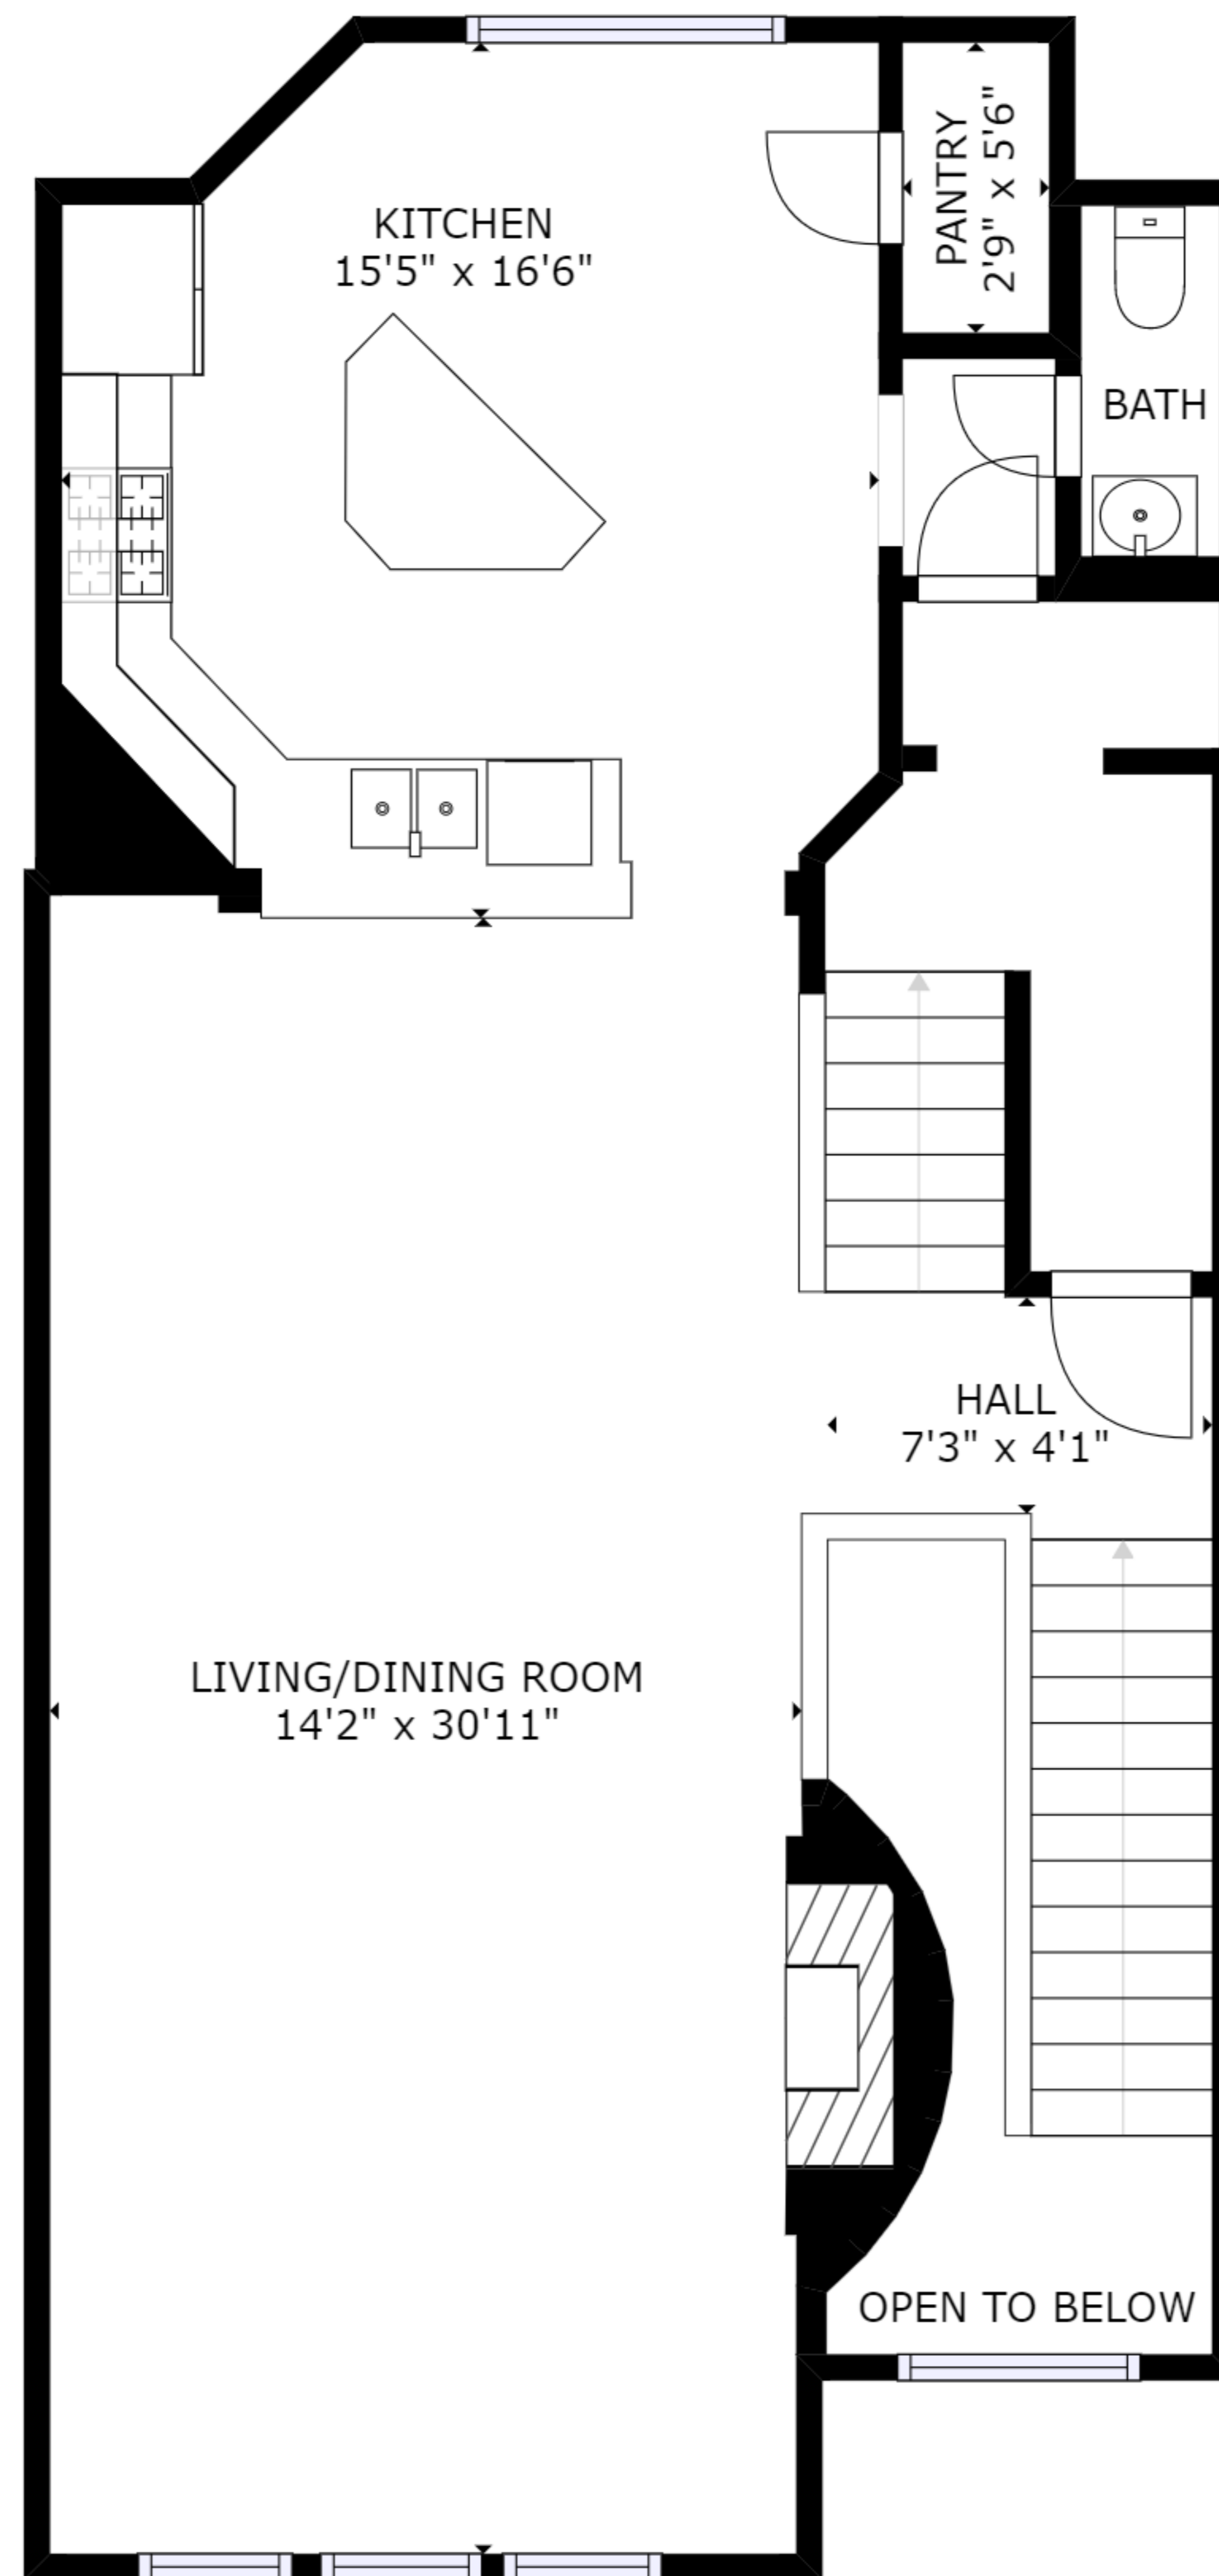 KITCHEN
15'5" x 16'6"
PANTRY
2'9" x 5'6"
BATH
HALL
7'3" x 4'1"
LIVING/DINING ROOM
14'2" x 30'11"
OPEN TO BELOW